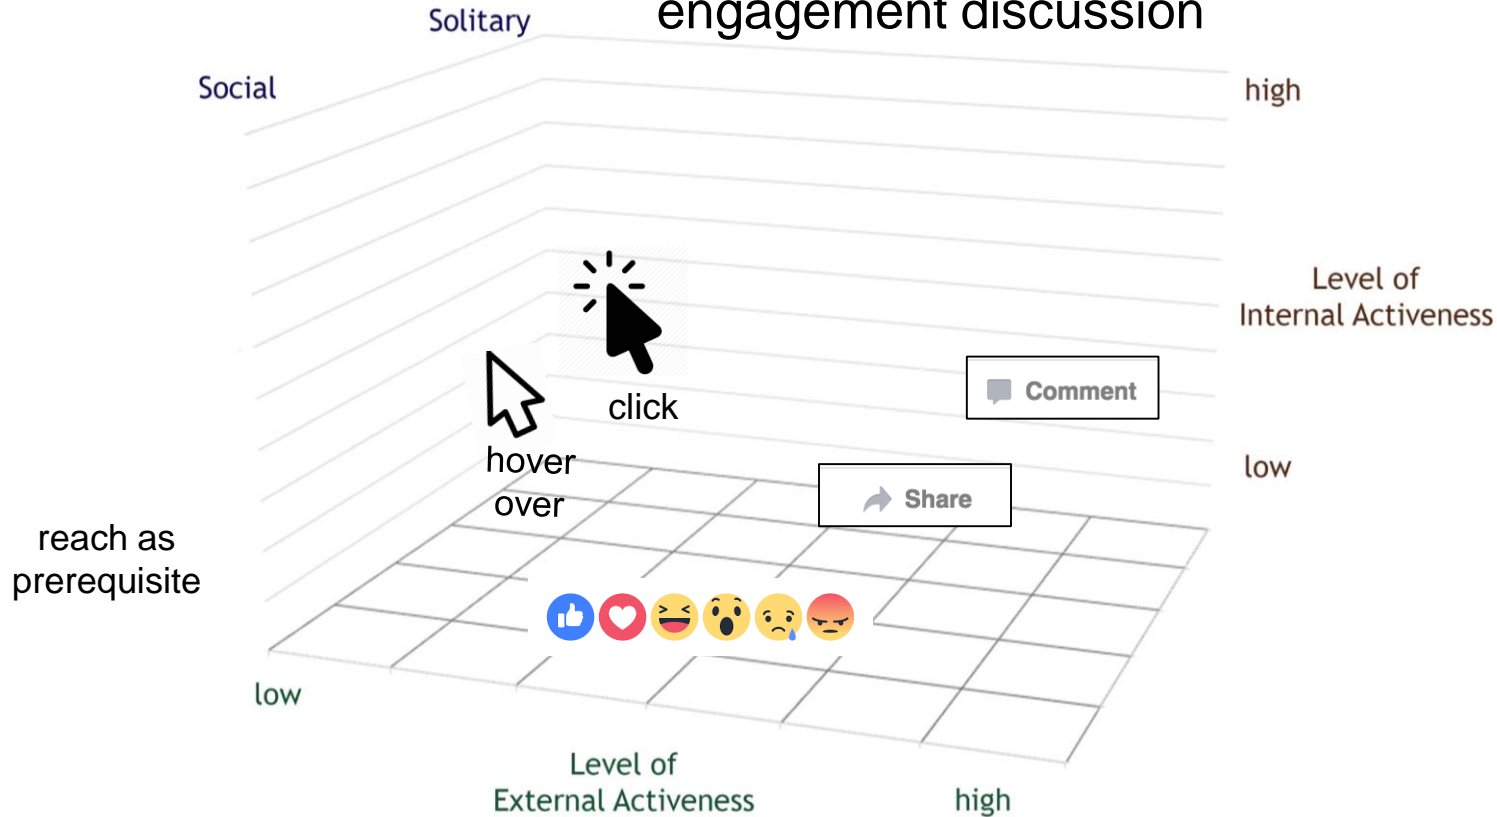 engagement discussion
Solitary
Social
high
Level of
Internal Activeness
click
Comment
hover
over
low
Share
reach as
prerequisite
low
Level of
External Activeness
high